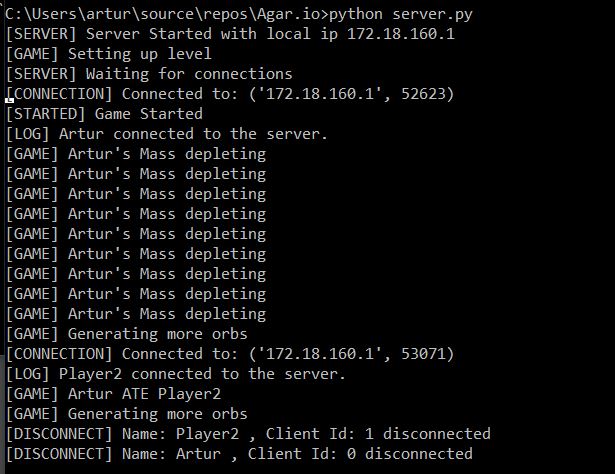 C:\Users\artur\source\repos\Agar.io>python server.py
[SERVER] Server Started with local ip 172.18.160.1
[GAME] Setting up level
[SERVER] Waiting for connections
[CONNECTION] Connected to: ('172.18.160.1', 52623)
[STARTED] Game Started
[LOG] Artur connected to the server.
[GAME] Artur's Mass depleting
[GAME] Artur's Mass depleting
[GAME] Artur's Mass depleting
[GAME] Artur's Mass depleting
[GAME] Artur's Mass depleting
[GAME] Artur's Mass depleting
[GAME] Artur's Mass depleting
[GAME] Artur's Mass depleting
[GAME] Artur's Mass depleting
[GAME] Generating more orbs
[CONNECTION] Connected to: ('172.18.160.1', 53071)
[LOG] Player2 connected to the server.
[GAME] Artur ATE Player2
[GAME] Generating more orbs
[DISCONNECT] Name: Player2 , Client Id: 1 disconnected
[DISCONNECT] Name: Artur , Client Id: 0 disconnected